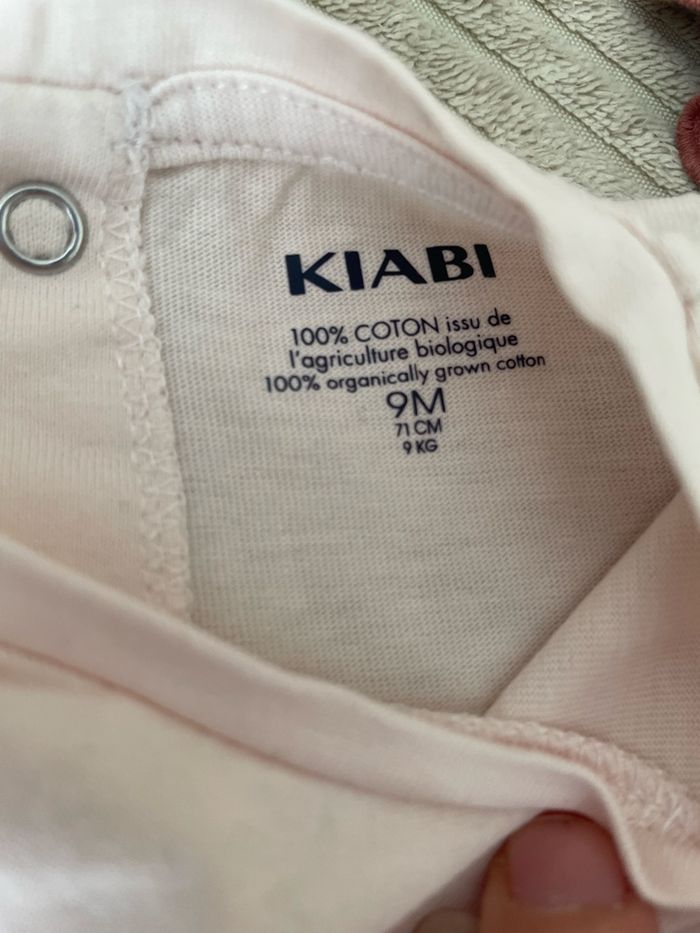 KIABI
100% COTON issu de
l'agriculture biologique
100% organically grown cotton
9M
71 CM
9 KG